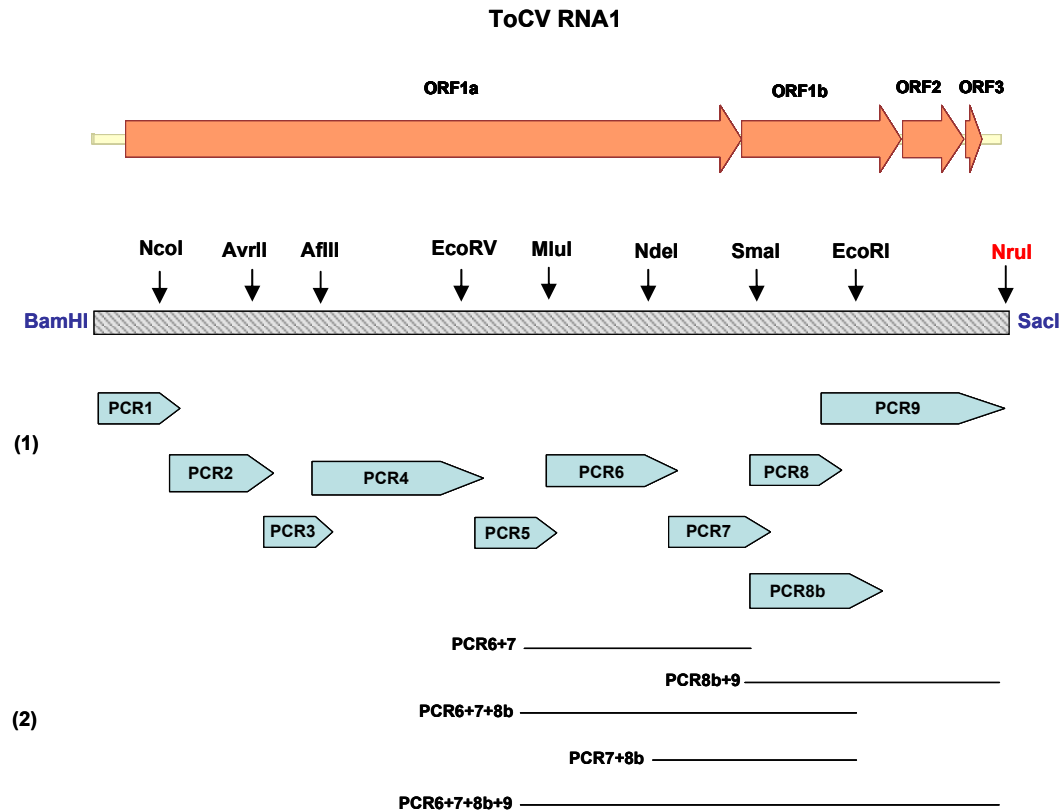 ToCV RNA1
ORF1a ORF1b ORF2 ORF3
NcoI AvrII AflII EcoRV MluI NdeI SmaI EcoRI NruI
BamHI SacI
PCR1 PCR9
(1)
PCR2 PCR4 PCR6 PCR8
PCR3 PCR5 PCR7
PCR8b
PCR6+7
PCR8b+9
(2)
PCR6+7+8b
PCR7+8b
PCR6+7+8b+9